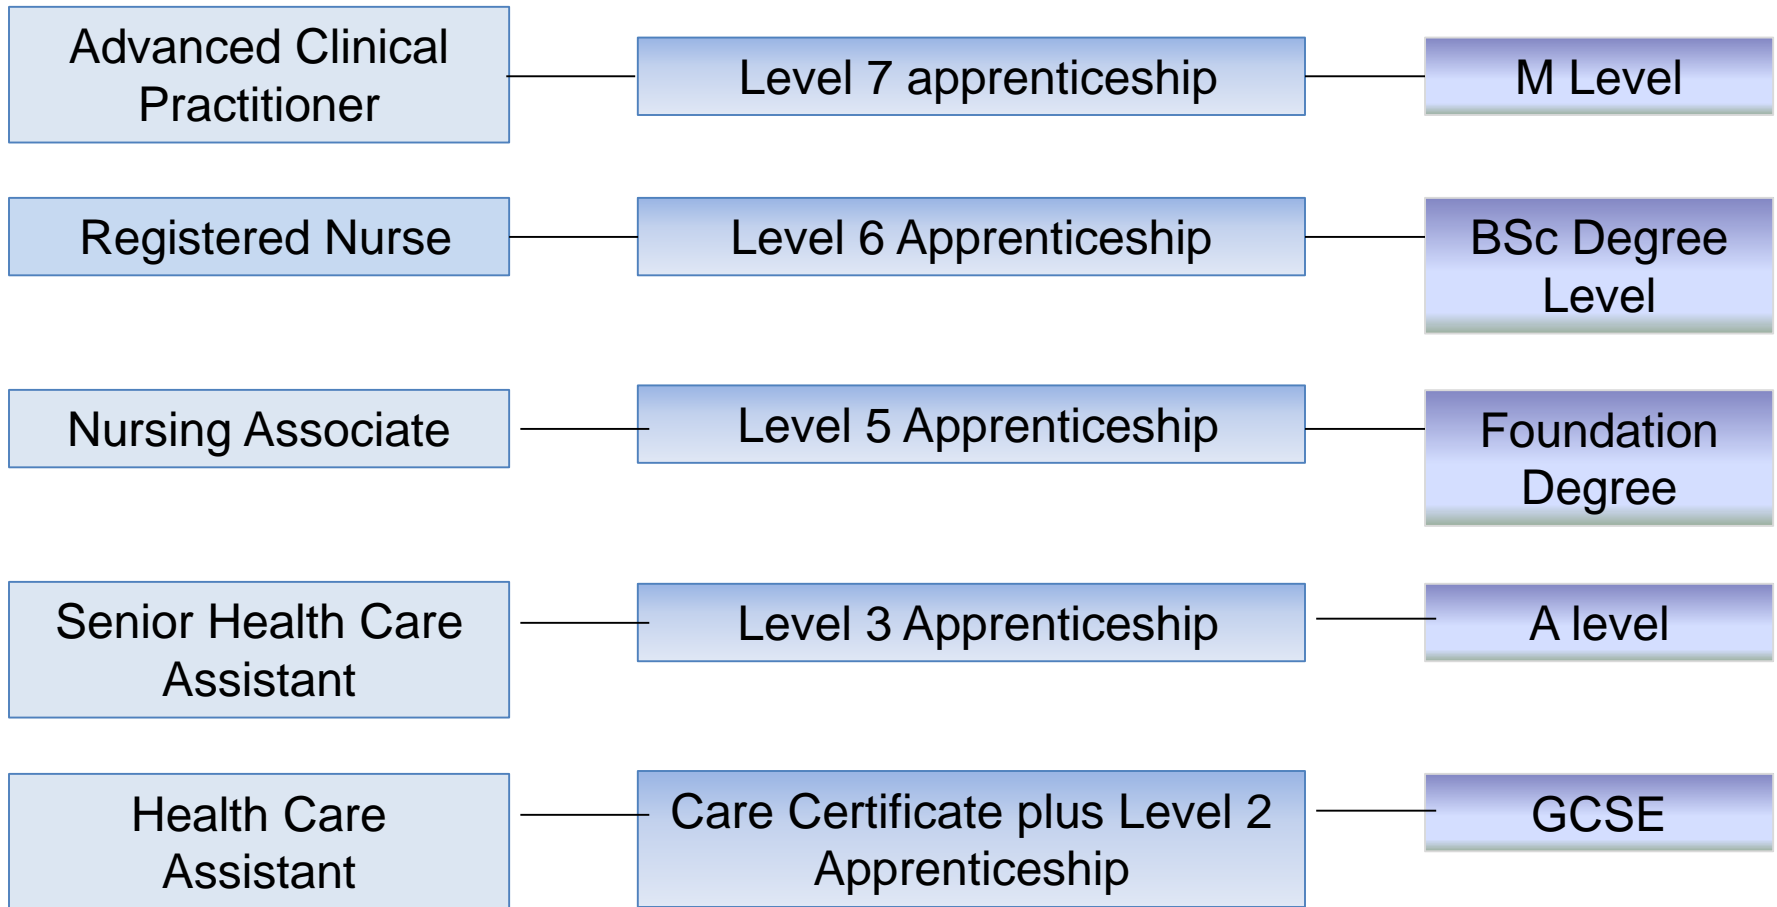 Advanced Clinical
Practitioner
Level 7 apprenticeship
M Level
Registered Nurse
Level 6 Apprenticeship
BSc Degree
Level
Nursing Associate
Level 5 Apprenticeship
Foundation
Degree
Senior Health Care
Assistant
Level 3 Apprenticeship
A level
Health Care
Assistant
Care Certificate plus Level 2
Apprenticeship
GCSE